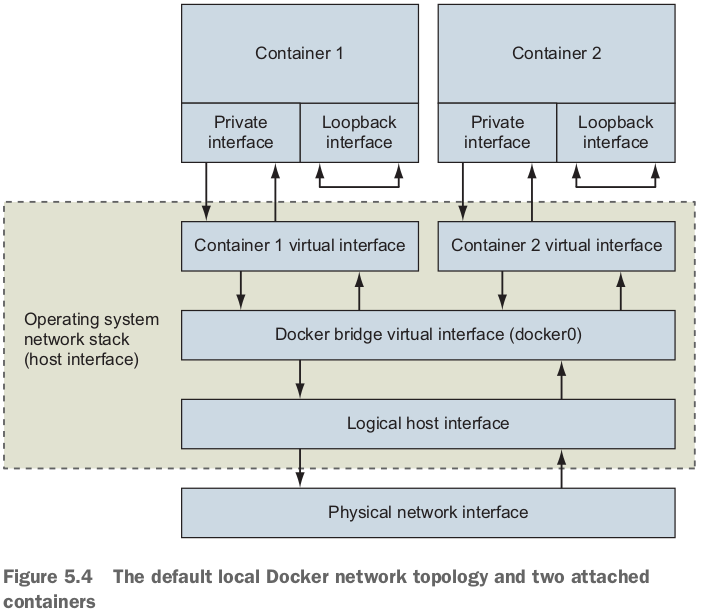 Container 1
Container 2
Private
interface
Loopback
interface
Private
interface
Loopback
interface
Container 1 virtual interface
Container 2 virtual interface
Operating system
network stack
(host interface)
Docker bridge virtual interface (docker0)
Logical host interface
Physical network interface
Figure 5.4 The default local Docker network topology and two attached
containers